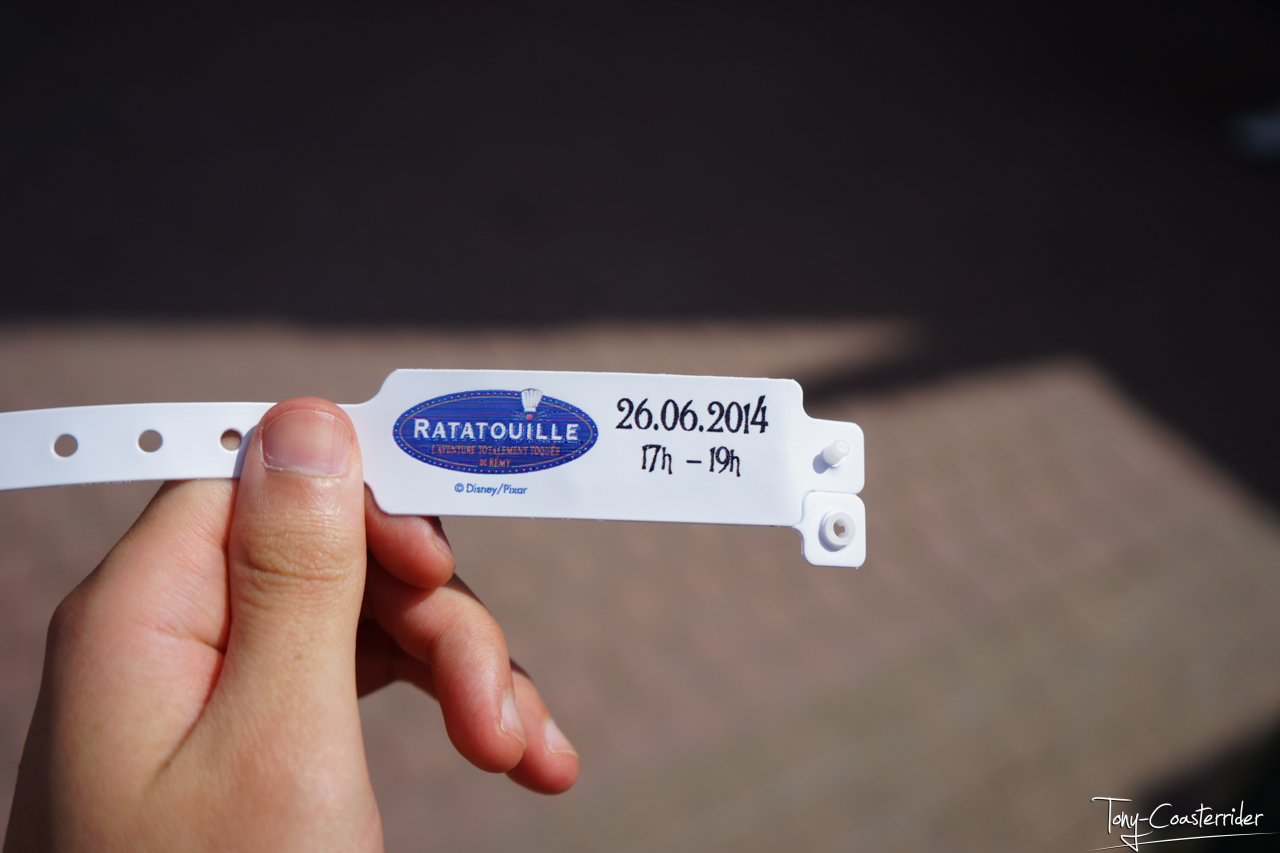 RATATOUILLE
L'AVENTURE TOTALEMENT TOQUÉE
DE RÉMY
© Disney/Pixar
26.06.2014
17h – 19h
Tony-Coasterrider